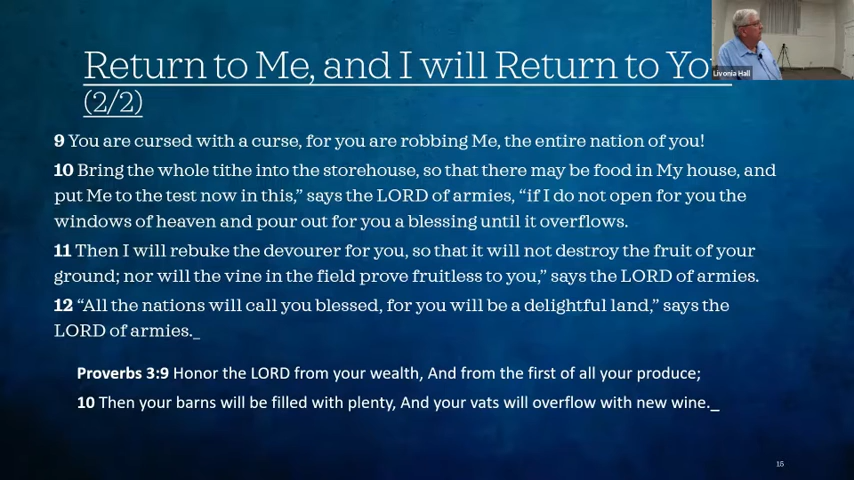 Return to Me, and I will Return to Yo
(2/2)
Livonia Hall
9 You are cursed with a curse, for you are robbing Me, the entire nation of you!
10 Bring the whole tithe into the storehouse, so that there may be food in My house, and
put Me to the test now in this,” says the LORD of armies, “if I do not open for you the
windows of heaven and pour out for you a blessing until it overflows.
11 Then I will rebuke the devourer for you, so that it will not destroy the fruit of your
ground; nor will the vine in the field prove fruitless to you,” says the LORD of armies.
12 “All the nations will call you blessed, for you will be a delightful land,” says the
LORD of armies._
Proverbs 3:9 Honor the LORD from your wealth, And from the first of all your produce;
10 Then your barns will be filled with plenty, And your vats will overflow with new wine._
15